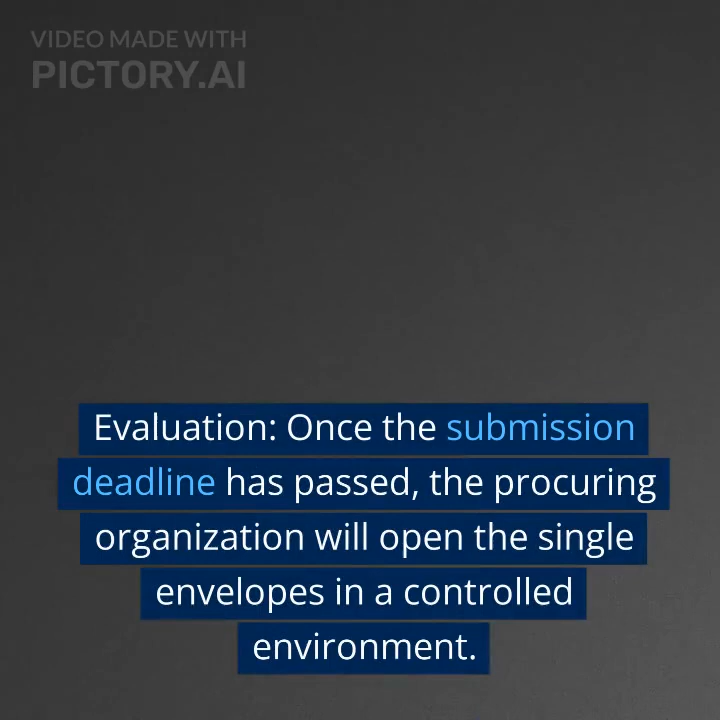 VIDEO MADE WITH
PICTORY.AI
Evaluation: Once the submission
deadline has passed, the procuring
organization will open the single
envelopes in a controlled
environment.